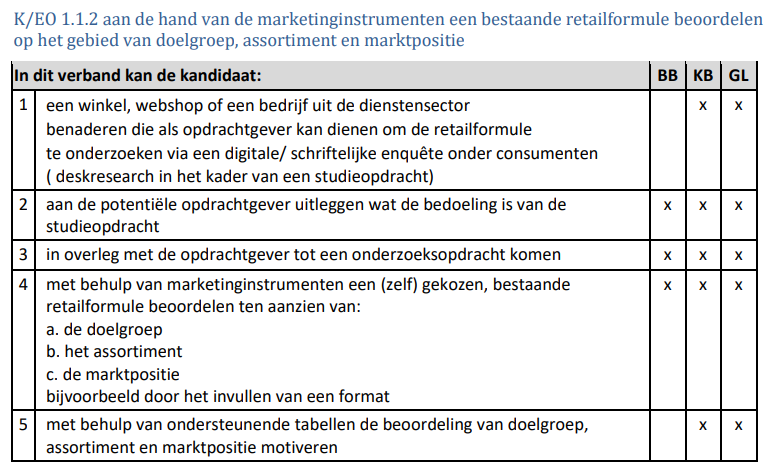 K/EO 1.1.2 aan de hand van de marketinginstrumenten een bestaande retailformule beoordelen
op het gebied van doelgroep, assortiment en marktpositie
In dit verband kan de kandidaat: BB KB GL
1 een winkel, webshop of een bedrijf uit de dienstensector x x
benaderen die als opdrachtgever kan dienen om de retailformule
te onderzoeken via een digitale/ schriftelijke enquête onder consumenten
( deskresearch in het kader van een studieopdracht)
2 aan de potentiële opdrachtgever uitleggen wat de bedoeling is van de x x x
studieopdracht
3 in overleg met de opdrachtgever tot een onderzoeksopdracht komen x x x
4 met behulp van marketinginstrumenten een (zelf) gekozen, bestaande x x x
retailformule beoordelen ten aanzien van:
a. de doelgroep
b. het assortiment
c. de marktpositie
bijvoorbeeld door het invullen van een format
5 met behulp van ondersteunende tabellen de beoordeling van doelgroep, x x
assortiment en marktpositie motiveren